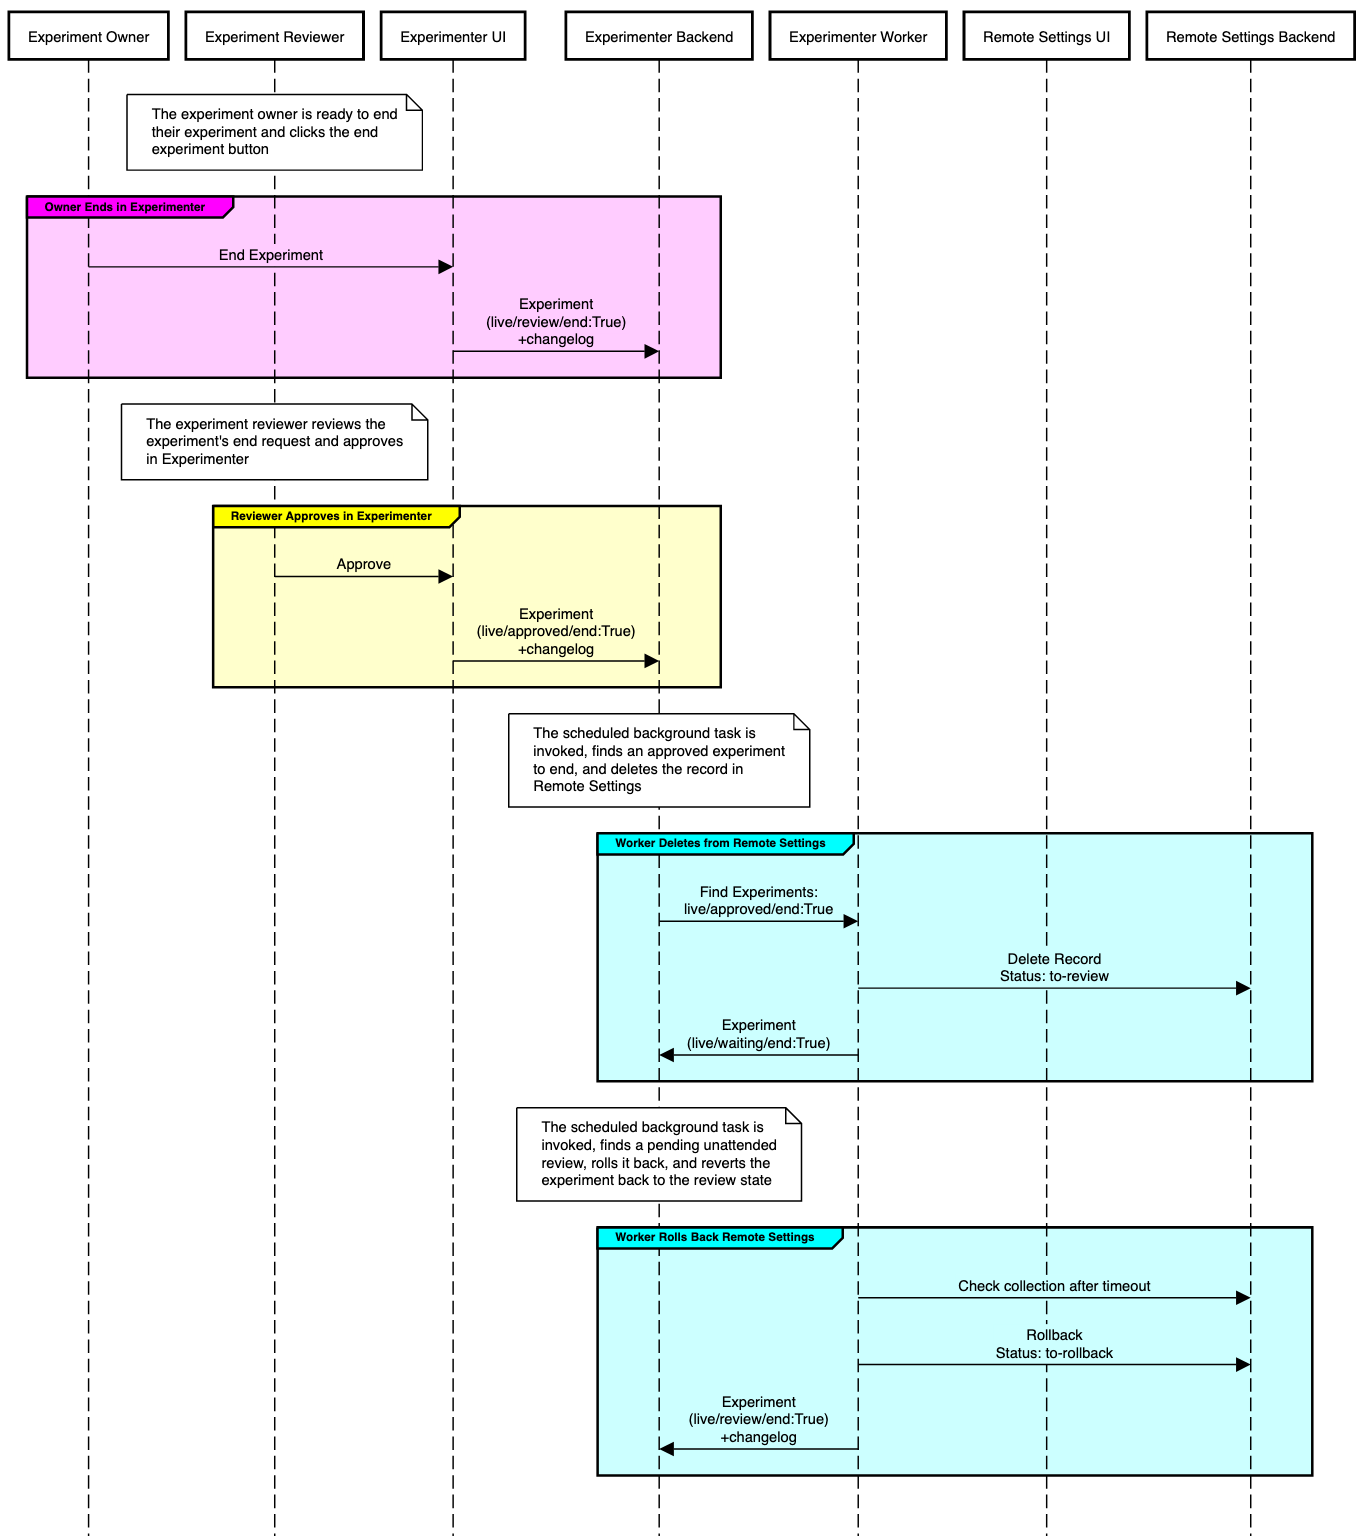 Experiment Owner
Experiment Reviewer
Experimenter UI
Experimenter Backend
Experimenter Worker
Remote Settings UI
Remote Settings Backend
The experiment owner is ready to end
their experiment and clicks the end
experiment button
Owner Ends in Experimenter
End Experiment
Experiment
(live/review/end:True)
+changelog
The experiment reviewer reviews the
experiment's end request and approves
in Experimenter
Reviewer Approves in Experimenter
Approve
Experiment
(live/approved/end:True)
+changelog
The scheduled background task is
invoked, finds an approved experiment
to end, and deletes the record in
Remote Settings
Worker Deletes from Remote Settings
Find Experiments:
live/approved/end:True
Delete Record
Status: to-review
Experiment
(live/waiting/end:True)
The scheduled background task is
invoked, finds a pending unattended
review, rolls it back, and reverts the
experiment back to the review state
Worker Rolls Back Remote Settings
Check collection after timeout
Rollback
Status: to-rollback
Experiment
(live/review/end:True)
+changelog